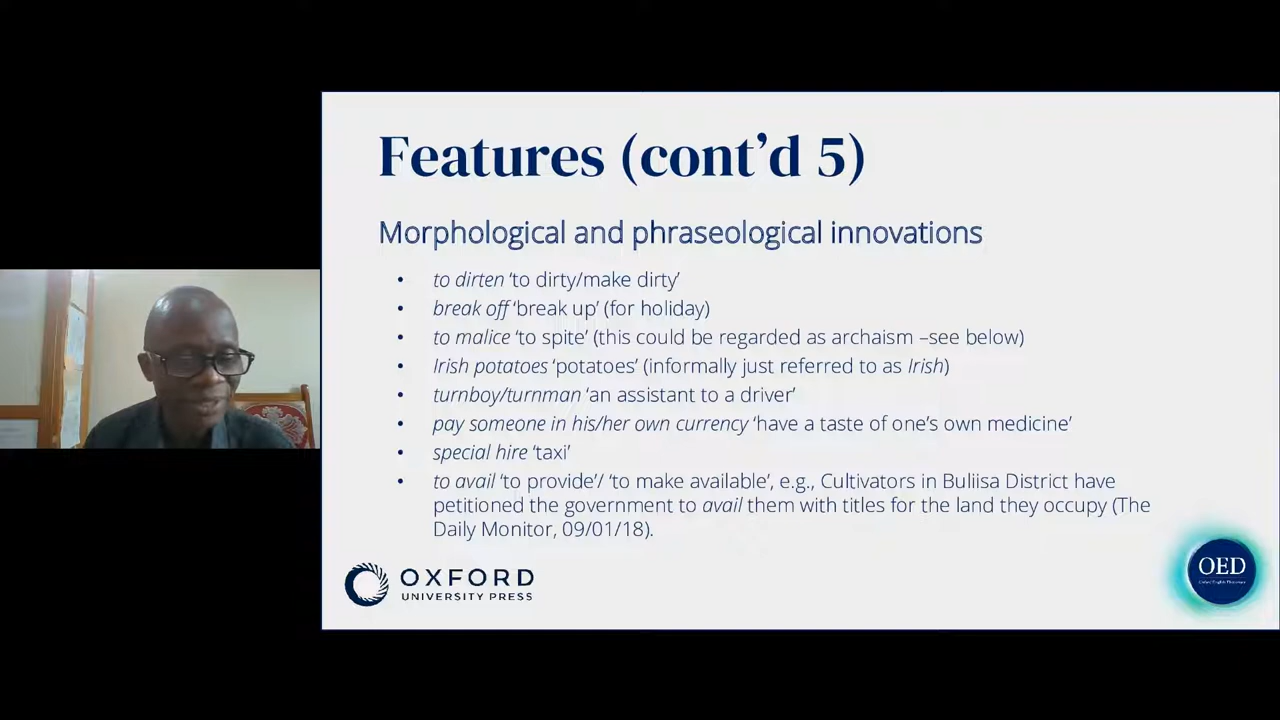 Features (cont’d 5)
Morphological and phraseological innovations
• to dirten ‘to dirty/make dirty’
• break off ‘break up’ (for holiday)
• to malice ‘to spite’ (this could be regarded as archaism –see below)
• Irish potatoes ‘potatoes’ (informally just referred to as Irish)
• turnboy/turnman ‘an assistant to a driver’
• pay someone in his/her own currency ‘have a taste of one’s own medicine’
• special hire ‘taxi’
• to avail ‘to provide’/ ‘to make available’, e.g., Cultivators in Buliisa District have
petitioned the government to avail them with titles for the land they occupy (The
Daily Monitor, 09/01/18).
OXFORD
UNIVERSITY PRESS
OED